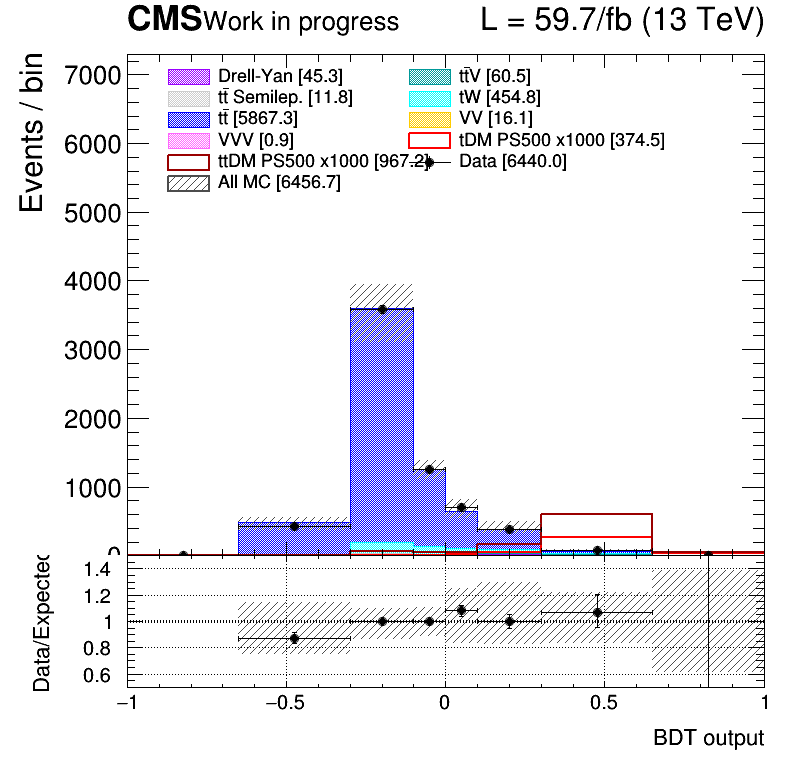 CMS Work in progress L = 59.7/fb (13 TeV)
Events / bin
7000
6000
5000
4000
3000
2000
1000
0
Drell-Yan [45.3]
tt̄ Semilep. [11.8]
tt̄ [5867.3]
VVV [0.9]
ttDM PS500 x1000 [967.2]
All MC [6456.7]
tt̄V [60.5]
tW [454.8]
VV [16.1]
tDM PS500 x1000 [374.5]
Data [6440.0]
Data/Expected
1.4
1.2
1
0.8
0.6
−1 −0.5 0 0.5 1
BDT output